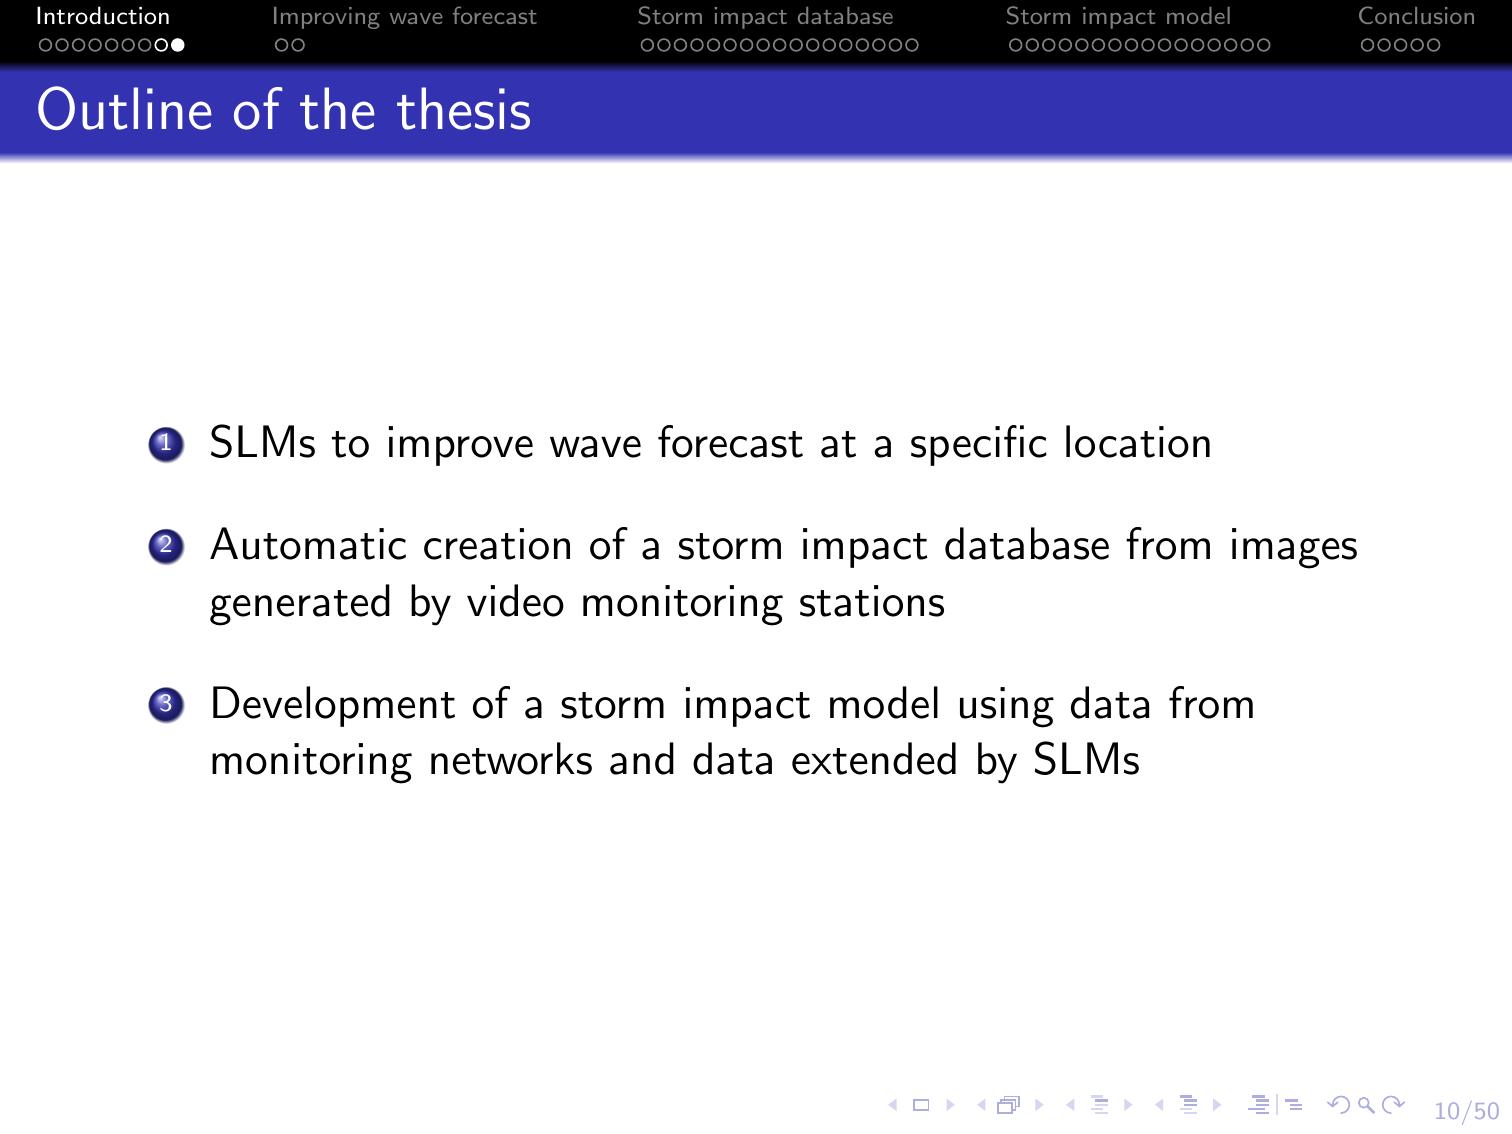 Introduction Improving wave forecast Storm impact database Storm impact model Conclusion
Outline of the thesis
1 SLMs to improve wave forecast at a specific location
2 Automatic creation of a storm impact database from images
generated by video monitoring stations
3 Development of a storm impact model using data from
monitoring networks and data extended by SLMs
10/50